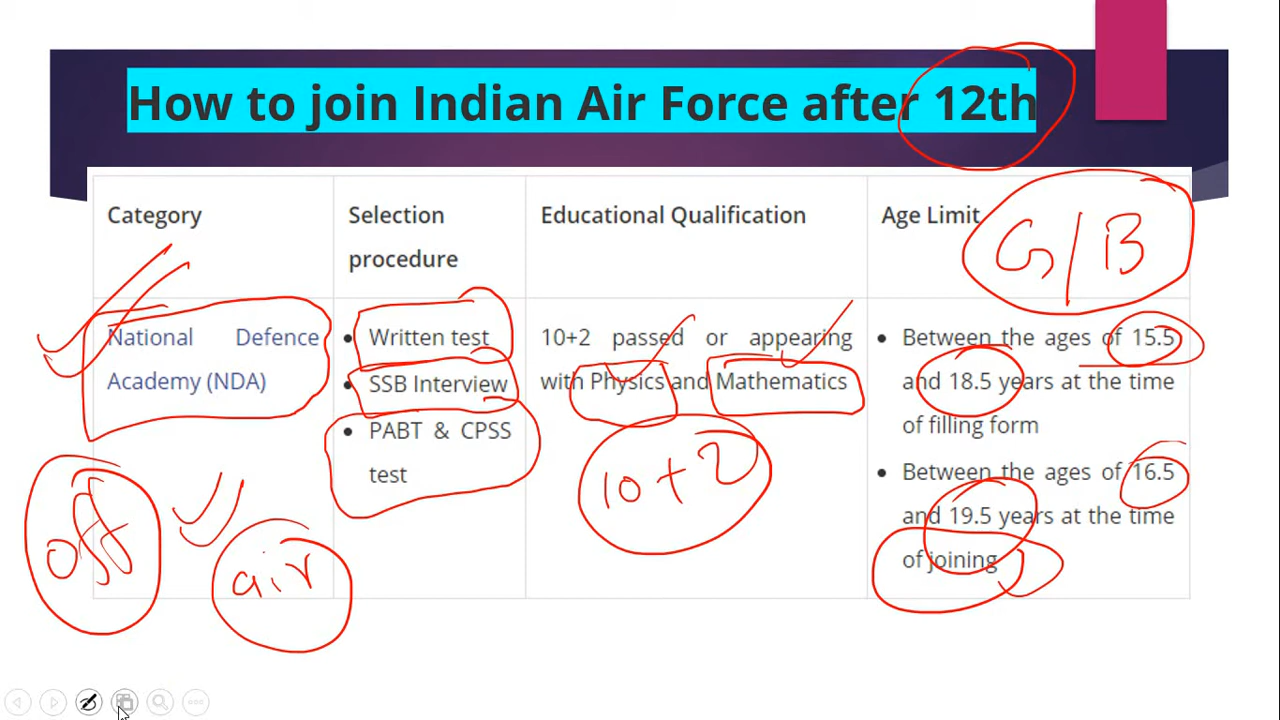 How to join Indian Air Force after 12th
Category
Selection
procedure
Educational Qualification
Age Limit
G/B
National Defence
Academy (NDA)
• Written test
• SSB Interview
• PABT & CPSS
test
10+2 passed or appearing
with Physics and Mathematics
10+2
• Between the ages of 15.5
and 18.5 years at the time
of filling form
• Between the ages of 16.5
and 19.5 years at the time
of joining
off
air